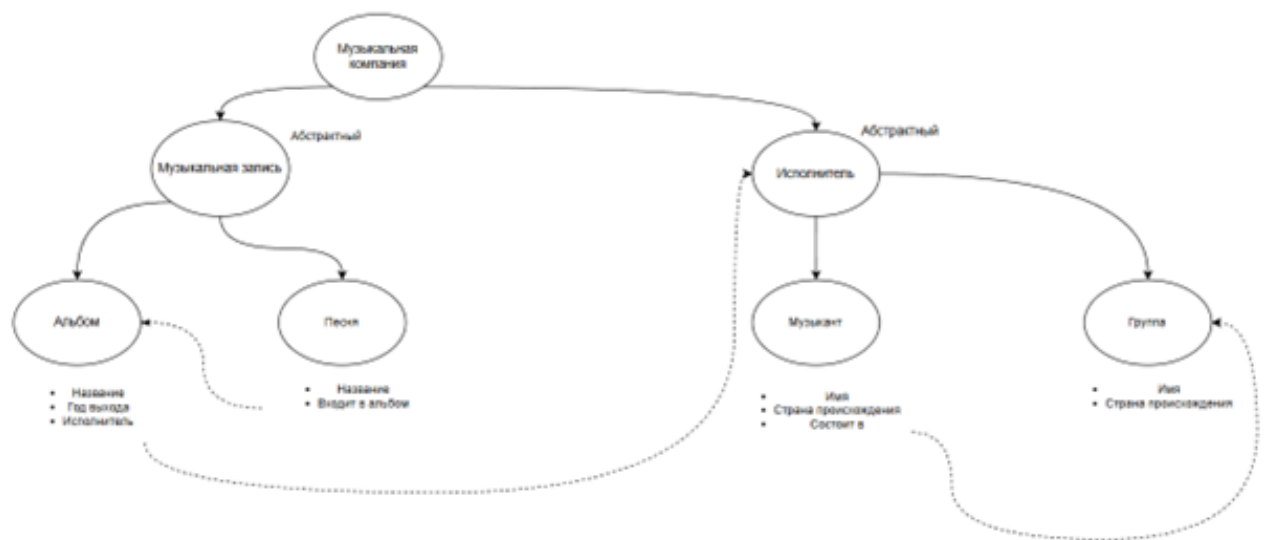 Музыкальная
компания
Абстрактный
Абстрактный
Музыкальная запись
Исполнитель
Альбом
Песня
Музыкант
Группа
• Название
• Год выхода
• Исполнитель
• Название
• Входит в альбом
• Имя
• Страна происхождения
• Состоит в
• Имя
• Страна происхождения